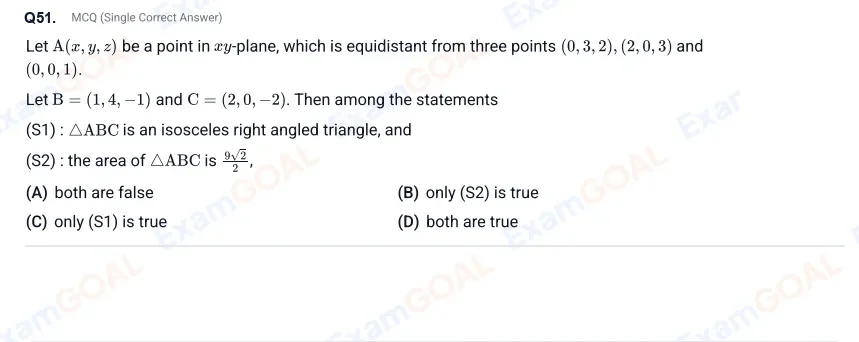 Q51. MCQ (Single Correct Answer)
Let A(x, y, z) be a point in xy-plane, which is equidistant from three points (0, 3, 2), (2, 0, 3) and
(0, 0, 1).
Let B = (1, 4, −1) and C = (2, 0, −2). Then among the statements
(S1) : △ABC is an isosceles right angled triangle, and
(S2) : the area of △ABC is 9√2/2,
(A) both are false
(B) only (S2) is true
(C) only (S1) is true
(D) both are true
ExamGOAL
ExamGOAL
ExamGOAL